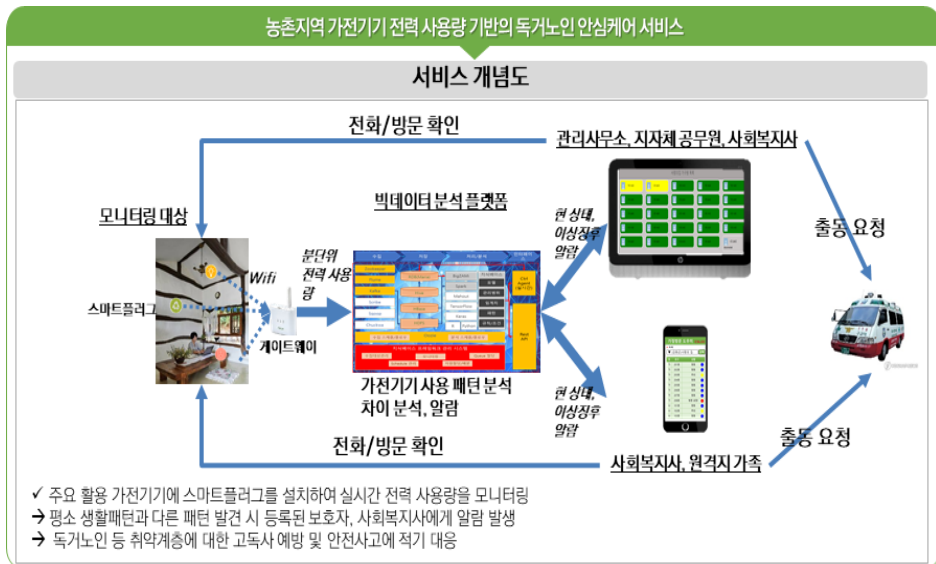 농촌지역 가전기기 전력 사용량 기반의 독거노인 안심케어 서비스
서비스 개념도
전화/방문 확인
관리사무소, 지자체 공무원, 사회복지사
모니터링 대상
빅데이터 분석 플랫폼
현 상태,
이상징후
알람
출동 요청
스마트플러그
Wifi
게이트웨이
분단위
전력 사용
량
가전기기 사용 패턴 분석
차이 분석, 알람
현 상태,
이상징후
알람
전화/방문 확인
사회복지사, 원격지 가족
출동 요청
✓ 주요 활용 가전기기에 스마트플러그를 설치하여 실시간 전력 사용량을 모니터링
→ 평소 생활패턴과 다른 패턴 발견 시 등록된 보호자, 사회복지사에게 알람 발생
→ 독거노인 등 취약계층에 대한 고독사 예방 및 안전사고에 적기 대응